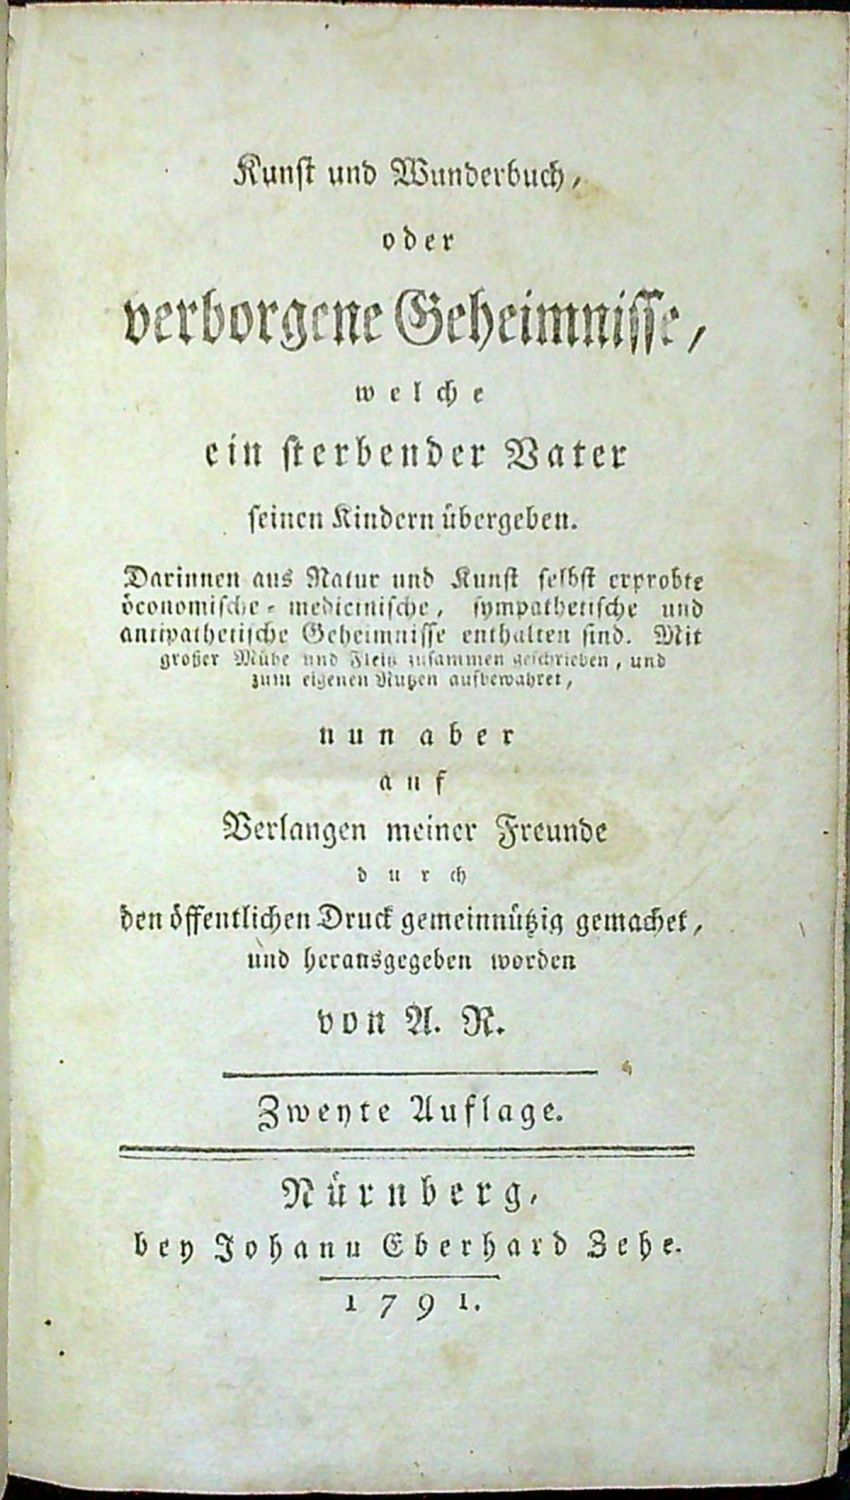 Kunst und Wunderbuch,
oder
verborgene Geheimnisse,
welche
ein sterbender Vater
seinen Kindern übergeben.
Darinnen aus Natur und Kunst selbst erprobte
öconomische - medicinische, sympathetische und
antipathetische Geheimnisse enthalten sind. Mit
großer Mühe und Fleiß zusammen geschrieben, und
zum eigenen Nutzen aufbewahret,
nun aber
auf
Verlangen meiner Freunde
durch
den öffentlichen Druck gemeinnützig gemachet,
und herausgegeben worden
von A. R.
Zweyte Auflage.
Nürnberg,
bey Johann Eberhard Zehe.
1791.